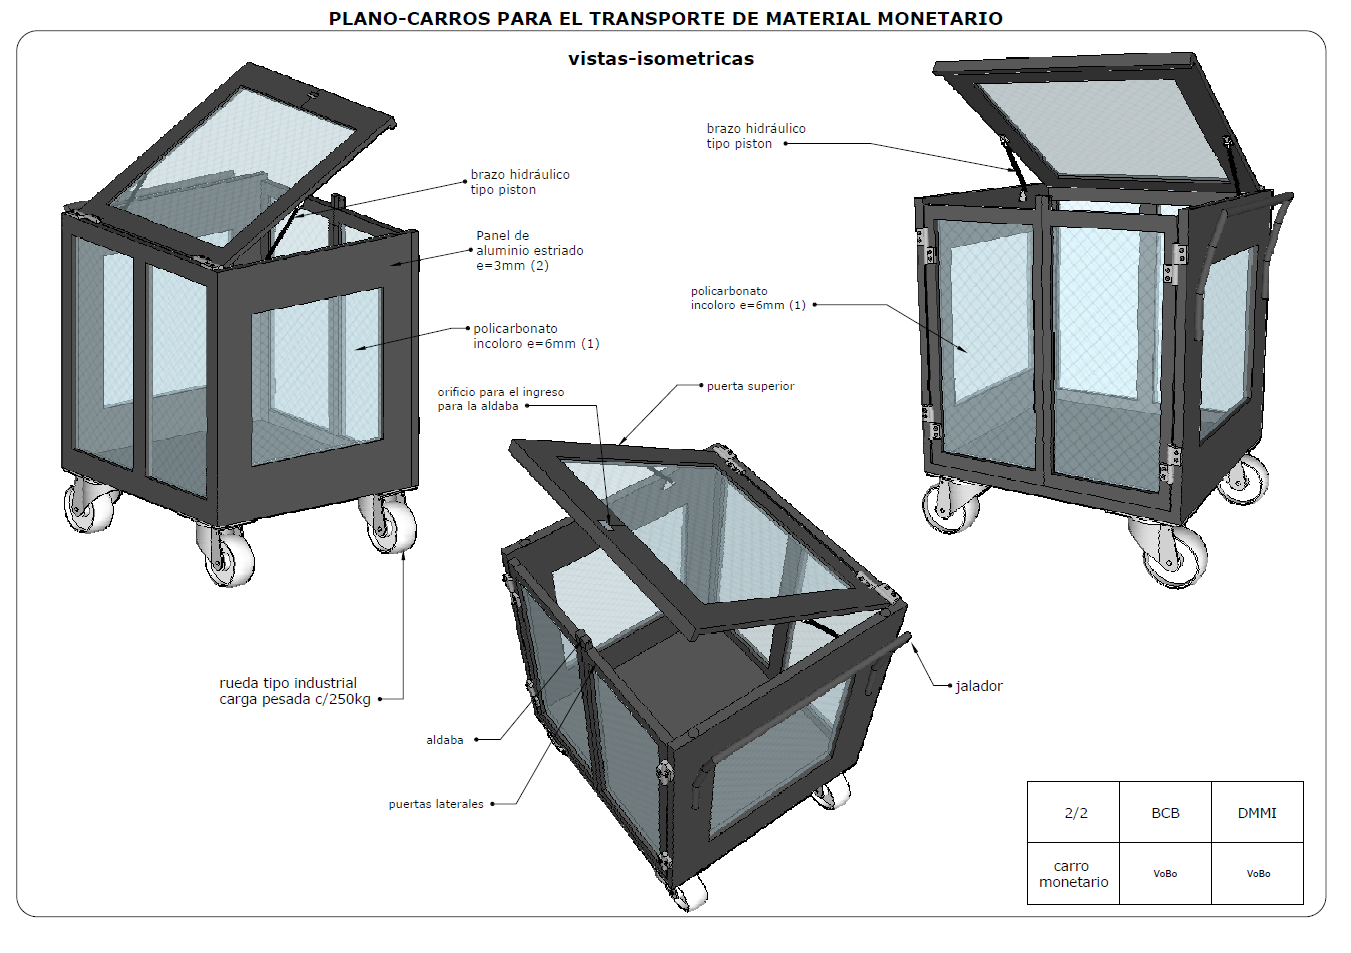 PLANO-CARROS PARA EL TRANSPORTE DE MATERIAL MONETARIO
vistas-isometricas
brazo hidráulico
tipo piston
Panel de
aluminio estriado
e=3mm (2)
policarbonato
incoloro e=6mm (1)
rueda tipo industrial
carga pesada c/250kg
brazo hidráulico
tipo piston
policarbonato
incoloro e=6mm (1)
orificio para el ingreso
para la aldaba
puerta superior
aldaba
puertas laterales
jalador
2/2
BCB
DMMI
carro
monetario
VoBo
VoBo